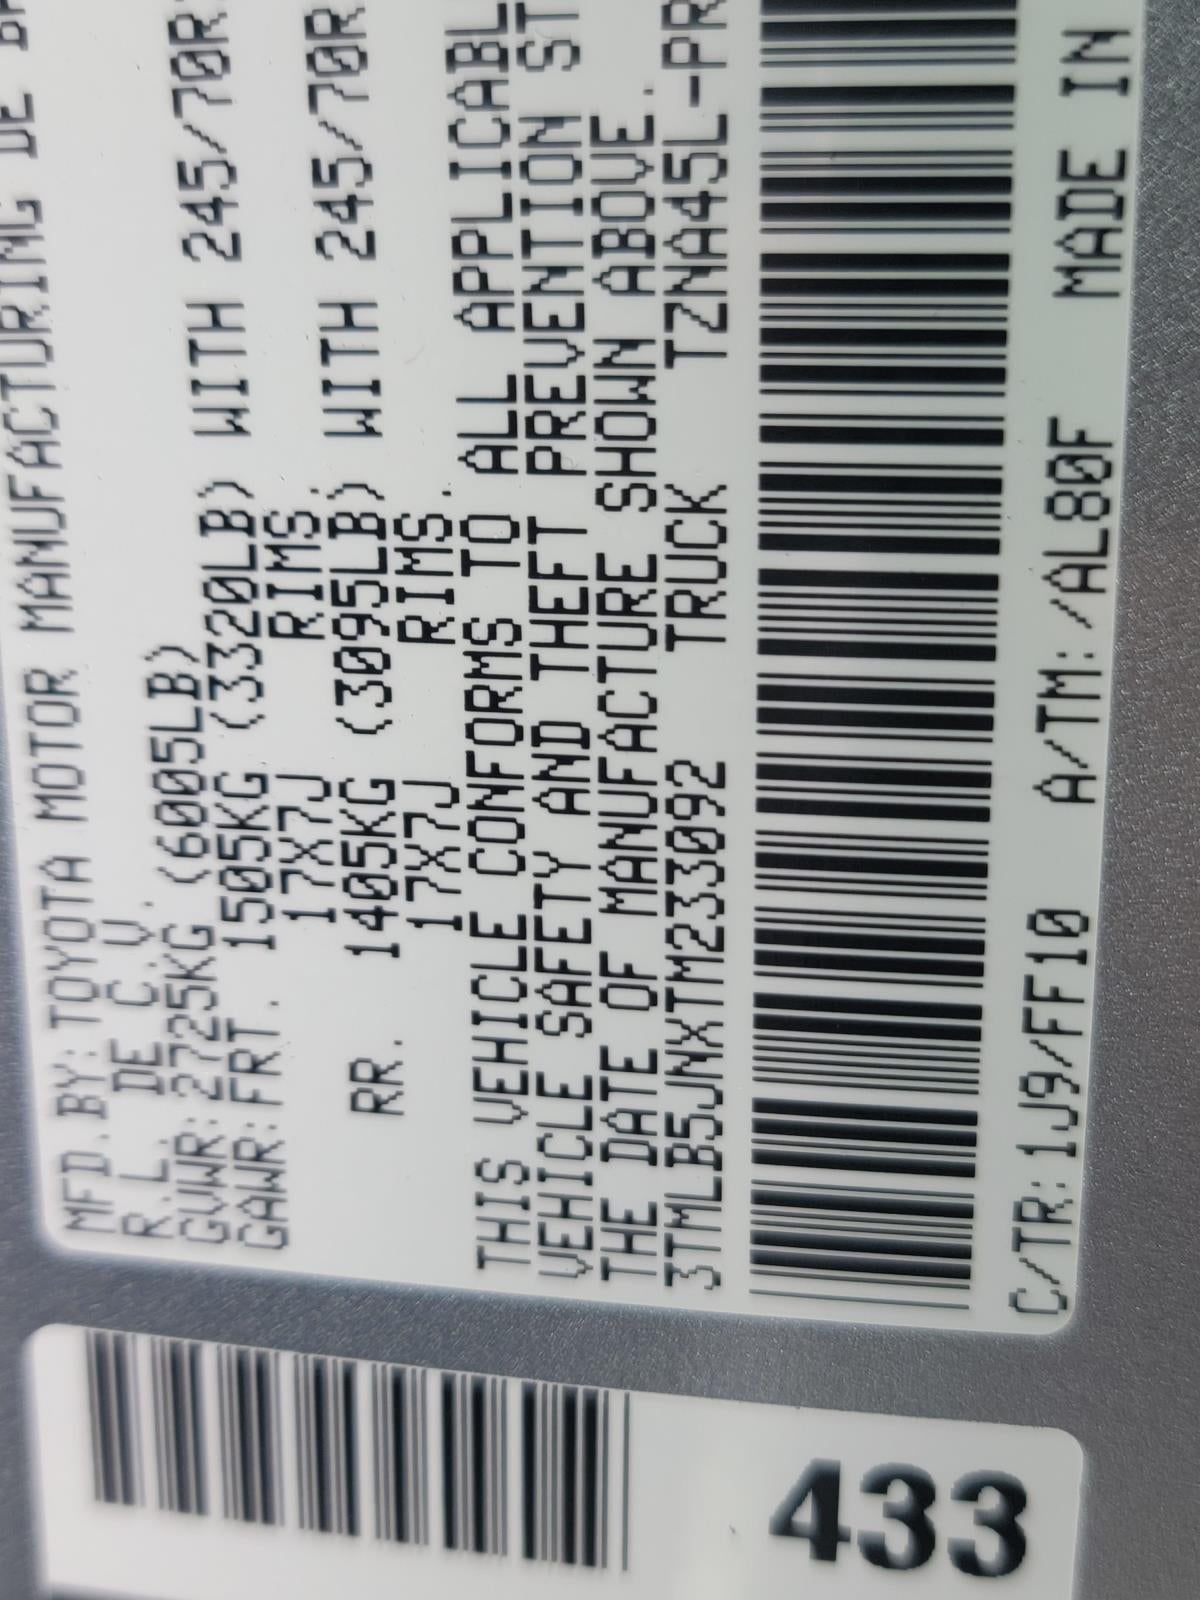 MFD.BY:TOYOTA MOTOR MANUFACTURING DE
R.L. DE C.V.
GVWR:2725KG (6005LB)
GAWR:FRT. 1505KG (3320LB) WITH 245/70R
17X7J RIMS.
RR. 1405KG (3095LB) WITH 245/70R
17X7J RIMS.
THIS VEHICLE CONFORMS TO ALL APPLICABL
VEHICLE SAFETY AND THEFT PREVENTION ST
THE DATE OF MANUFACTURE SHOWN ABOVE.
3TMLB5JNXTM233092 TRUCK TZNA45L-PR
C/TR:1J9/FF10 A/TM:/AL80F MADE IN
433